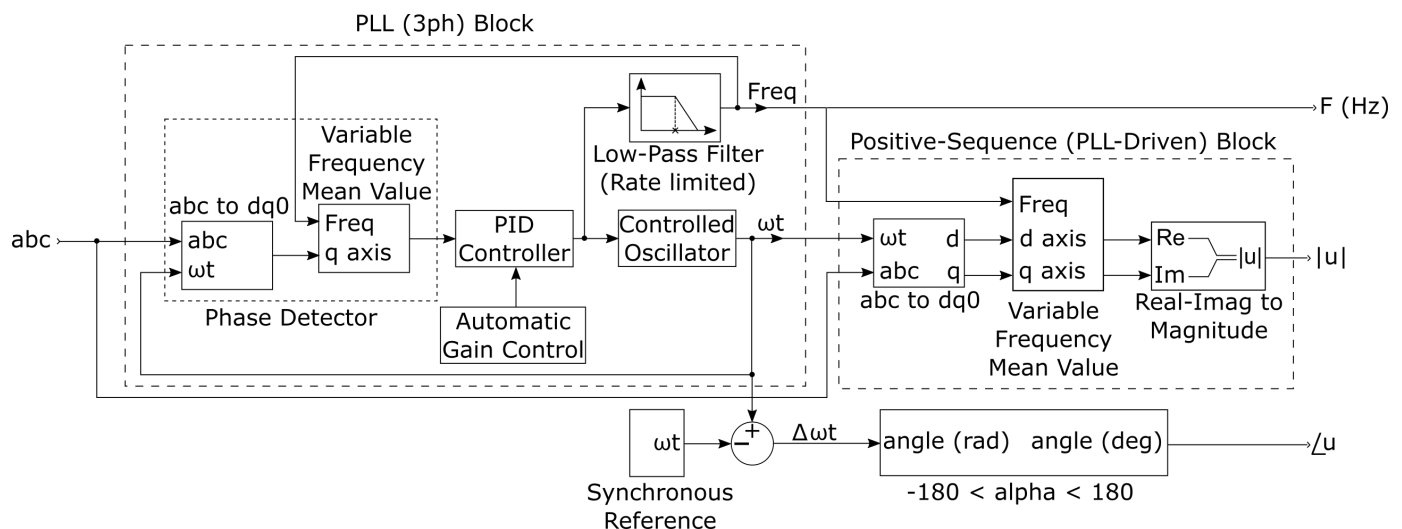 PLL (3ph) Block
Freq
F (Hz)
Variable
Frequency
Mean Value
Low-Pass Filter
(Rate limited)
Positive-Sequence (PLL-Driven) Block
abc to dq0
abc
abc
ωt
Freq
q axis
PID
Controller
Controlled
Oscillator
ωt
ωt
d
abc
q
abc to dq0
Freq
d axis
q axis
Re
Im
|u|
|u|
Real-Imag to
Magnitude
Variable
Frequency
Mean Value
Phase Detector
Automatic
Gain Control
ωt
Synchronous
Reference
+
−
Δωt
angle (rad) angle (deg)
-180 < alpha < 180
∠u